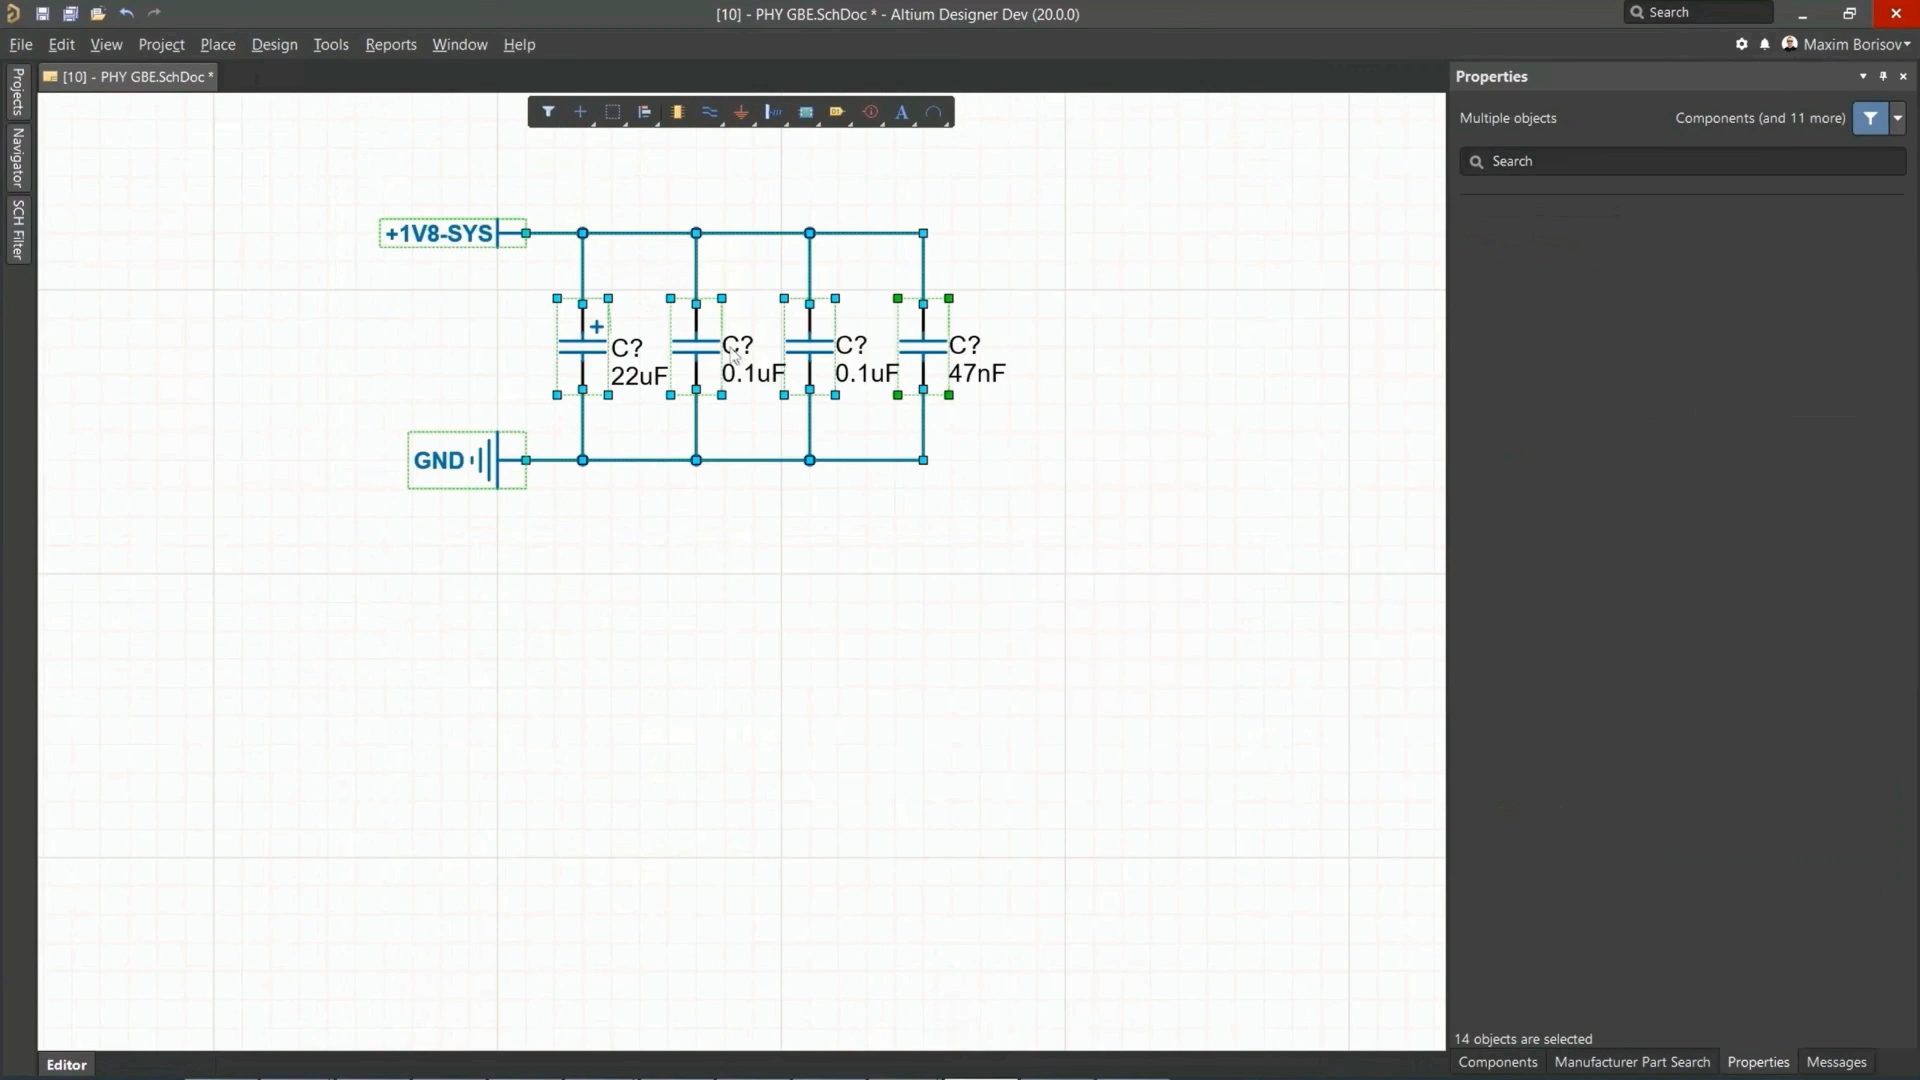 [10] - PHY GBE.SchDoc * - Altium Designer Dev (20.0.0)
Search
File Edit View Project Place Design Tools Reports Window Help
Maxim Borisov
[10] - PHY GBE.SchDoc *
Projects
Navigator
SCH Filter
Properties
Multiple objects
Components (and 11 more)
Search
+1V8-SYS
C?
22uF
C?
0.1uF
C?
0.1uF
C?
47nF
GND
14 objects are selected
Editor
Components Manufacturer Part Search Properties Messages